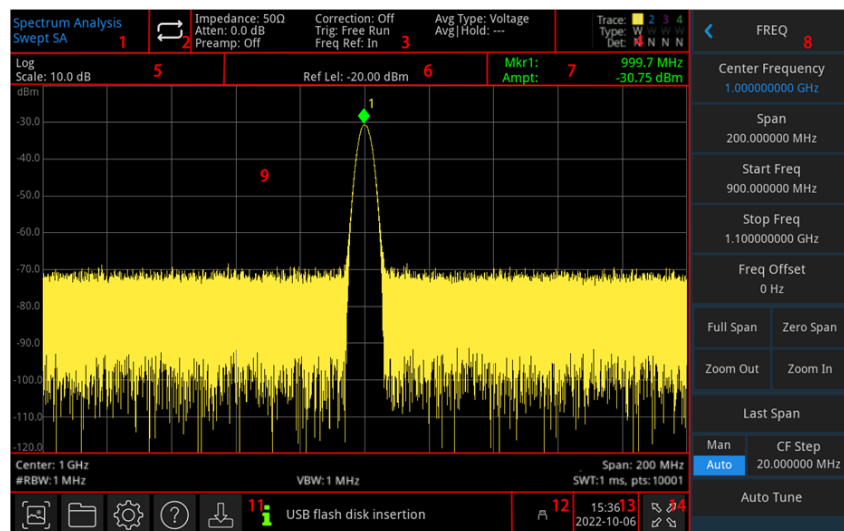 Spectrum Analysis
Swept SA
1
2
Impedance: 50Ω
Atten: 0.0 dB
Preamp: Off
Correction: Off
Trig: Free Run
Freq Ref: In
3
Avg Type: Voltage
Avg|Hold: ---
Trace: 2 3 4
Type: W W W W
Det: N N N N
4
FREQ
8
Log
Scale: 10.0 dB
5
Ref Lel: -20.00 dBm
6
Mkr1: 999.7 MHz
Ampt: -30.75 dBm
7
dBm
1
-30.0
-40.0
9
-50.0
-60.0
-70.0
-80.0
-90.0
-100.0
-110.0
-120.0
Center: 1 GHz
Span: 200 MHz
#RBW:1 MHz
VBW: 1 MHz
SWT:1 ms, pts:10001
11
USB flash disk insertion
12
15:36
2022-10-06
13
14
Center Frequency
1.000000000 GHz
Span
200.000000 MHz
Start Freq
900.000000 MHz
Stop Freq
1.100000000 GHz
Freq Offset
0 Hz
Full Span
Zero Span
Zoom Out
Zoom In
Last Span
Man
Auto
CF Step
20.000000 MHz
Auto Tune